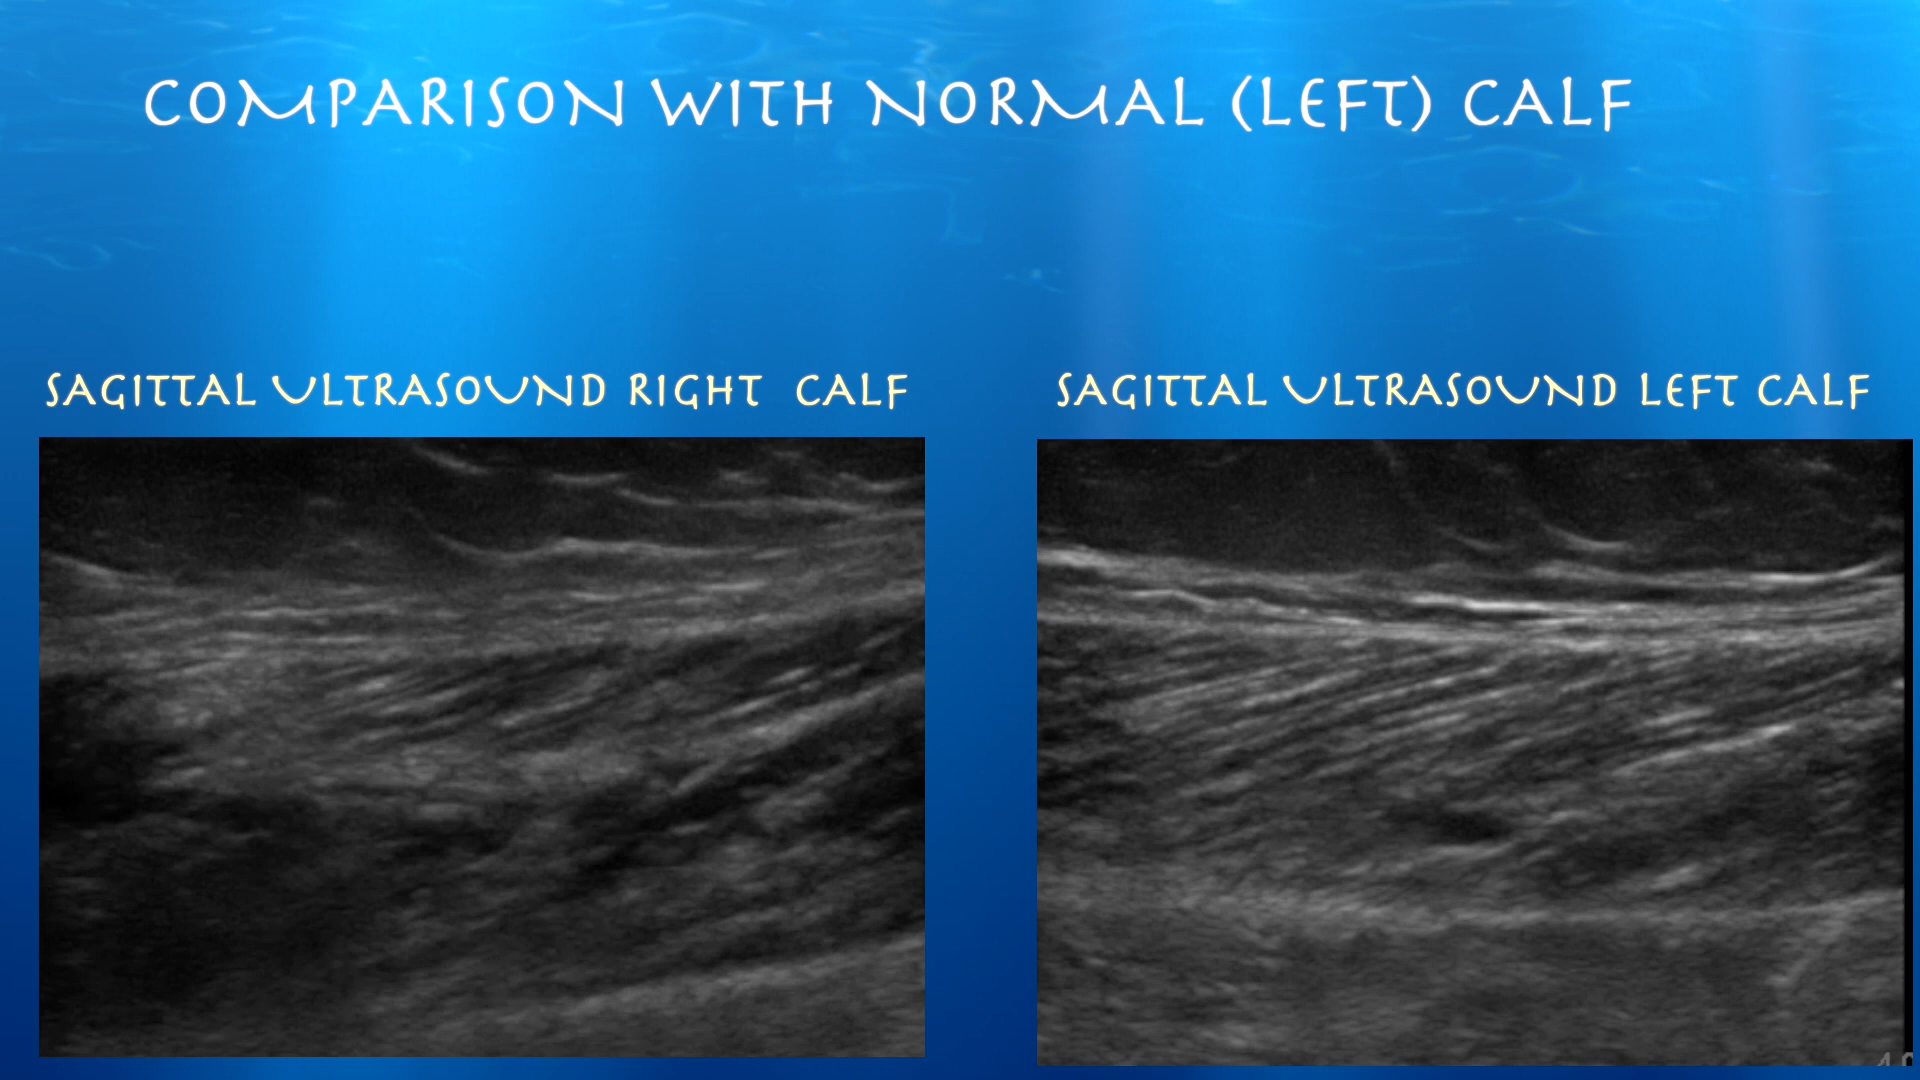 COMPARISON WITH NORMAL (LEFT) CALF
SAGITTAL ULTRASOUND RIGHT CALF
SAGITTAL ULTRASOUND LEFT CALF